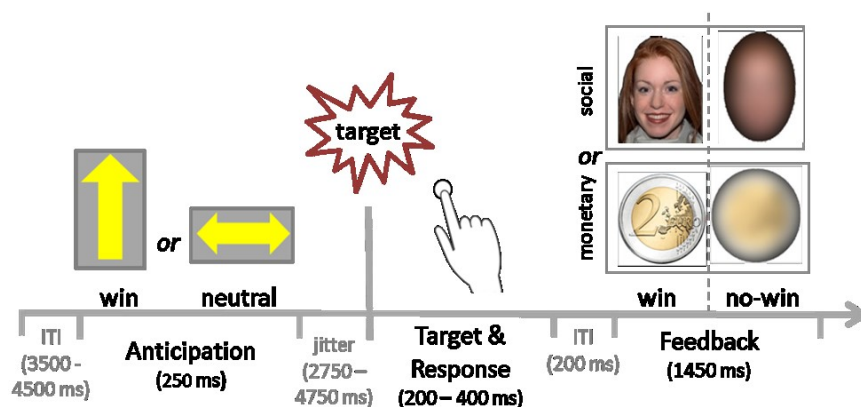 social
or
monetary
target
or
win
neutral
win
no-win
ITI
(3500 -
4500 ms)
Anticipation
(250 ms)
jitter
(2750 –
4750 ms)
Target &
Response
(200 – 400 ms)
ITI
(200 ms)
Feedback
(1450 ms)
2